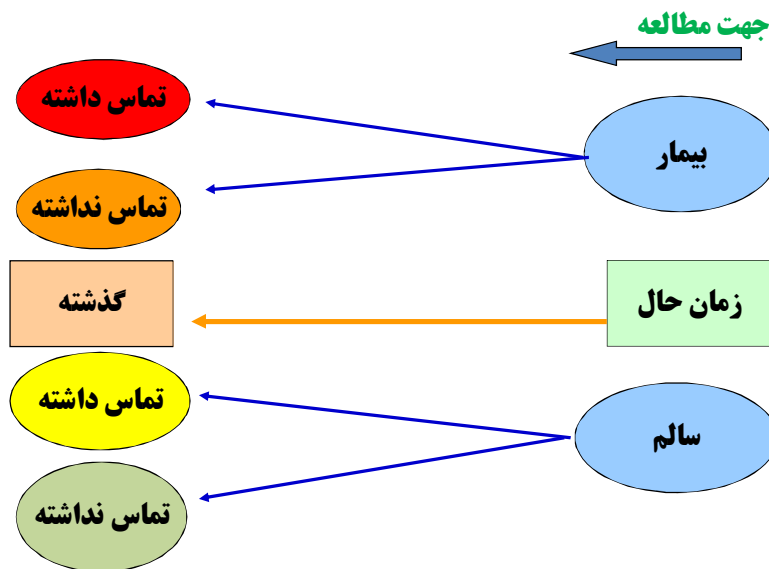 جهت مطالعه
تماس داشته
بیمار
تماس نداشته
زمان حال
گذشته
تماس داشته
سالم
تماس نداشته